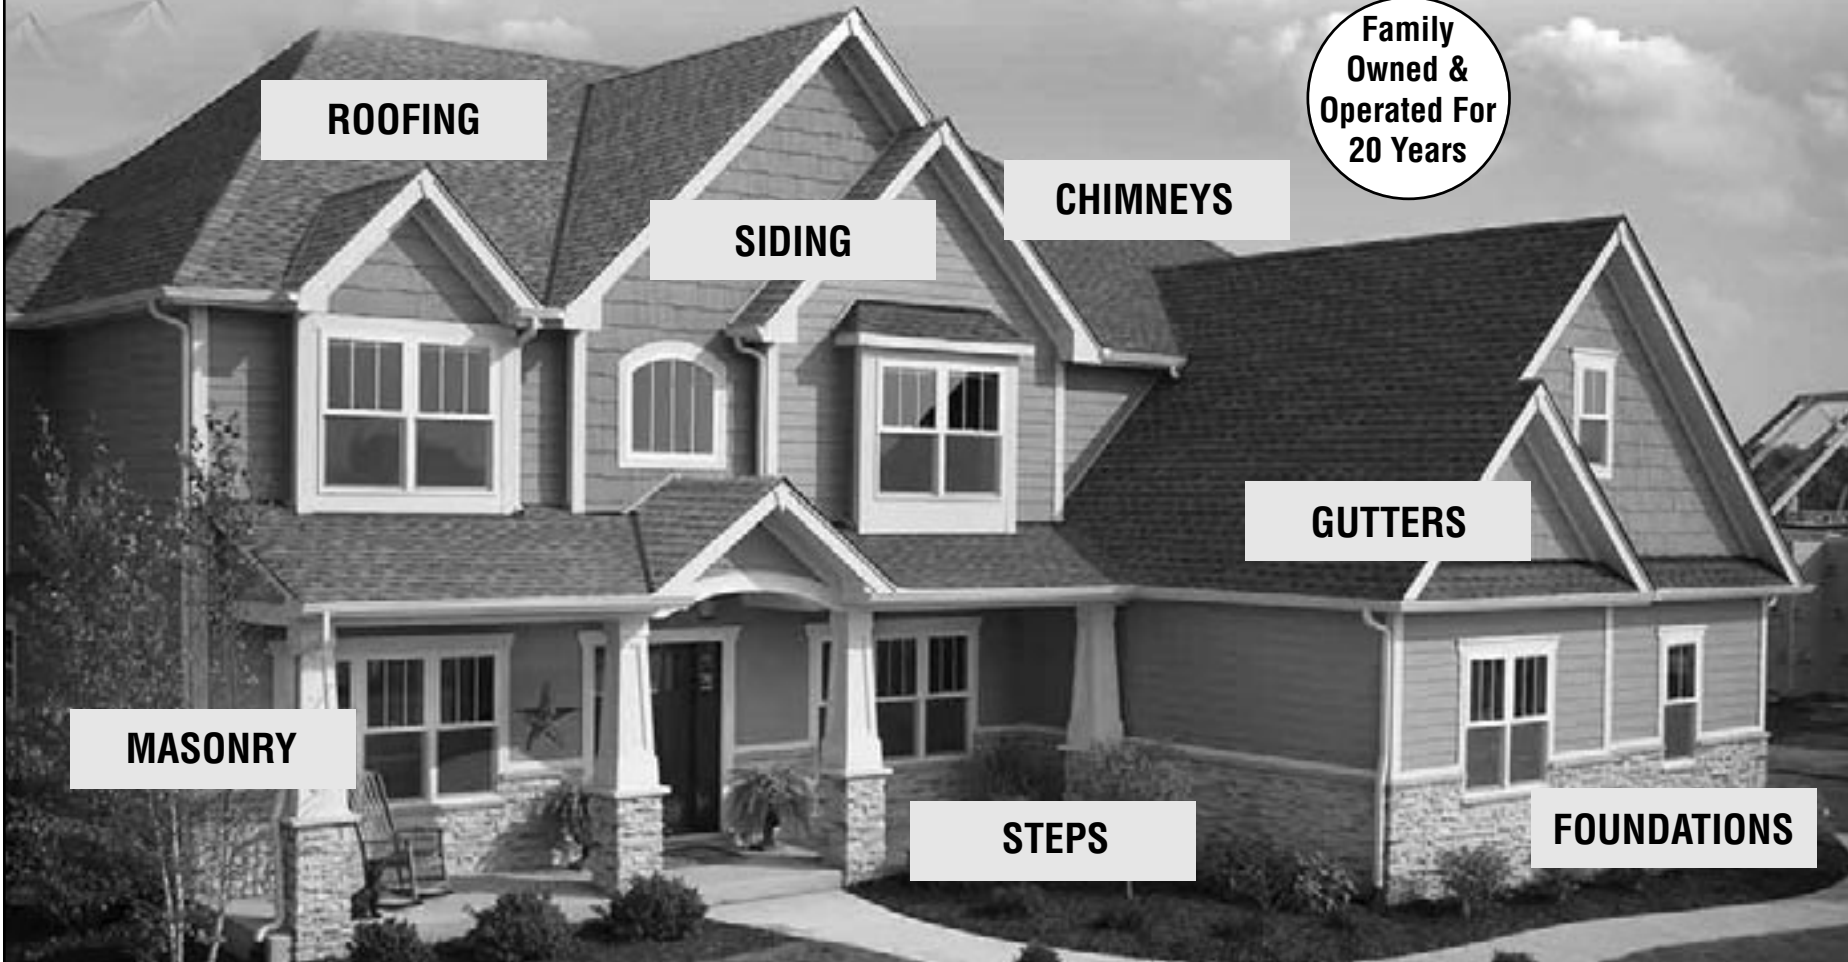 Family
Owned &
Operated For
20 Years
ROOFING
CHIMNEYS
SIDING
GUTTERS
MASONRY
STEPS
FOUNDATIONS